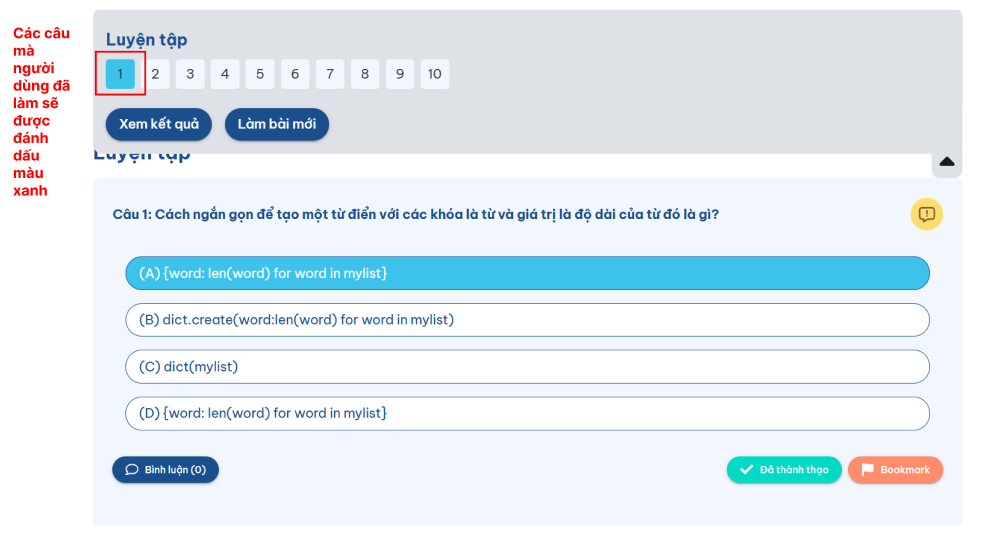 Các câu
mà
người
dùng đã
làm sẽ
được
đánh
dấu
màu
xanh
Luyện tập
1 2 3 4 5 6 7 8 9 10
Xem kết quả Làm bài mới
Luyện tập
Câu 1: Cách ngắn gọn để tạo một từ điển với các khóa là từ và giá trị là độ dài của từ đó là gì?
(A) {word: len(word) for word in mylist}
(B) dict.create(word:len(word) for word in mylist)
(C) dict(mylist)
(D) {word: len(word) for word in mylist}
Bình luận (0) Đã thành thạo Bookmark